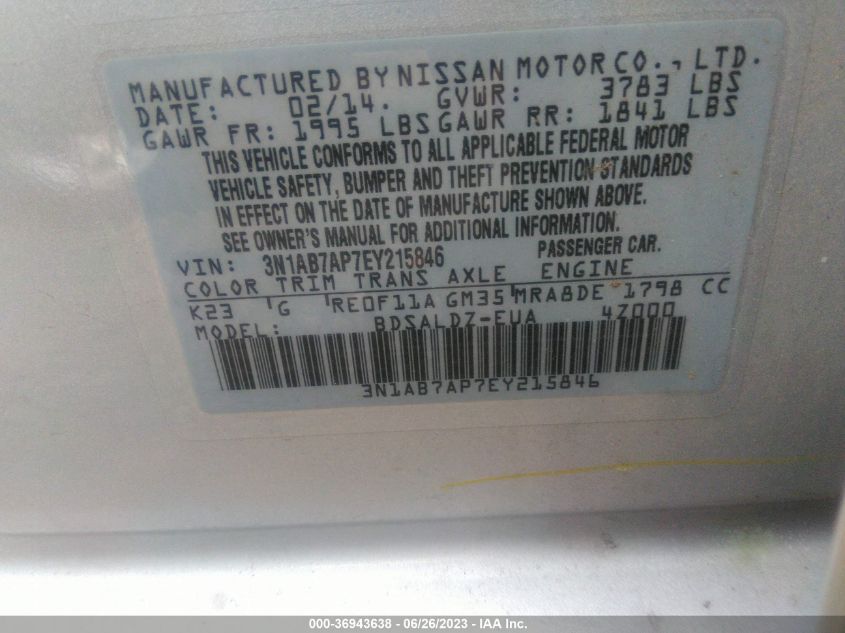 MANUFACTURED BY NISSAN MOTOR CO., LTD.
DATE: 02/14. GVWR: 3783 LBS
GAWR FR: 1995 LBS GAWR RR: 1841 LBS
THIS VEHICLE CONFORMS TO ALL APPLICABLE FEDERAL MOTOR
VEHICLE SAFETY, BUMPER AND THEFT PREVENTION STANDARDS
IN EFFECT ON THE DATE OF MANUFACTURE SHOWN ABOVE.
SEE OWNER'S MANUAL FOR ADDITIONAL INFORMATION.
VIN: 3N1AB7AP7EY215846 PASSENGER CAR.
COLOR TRIM TRANS AXLE ENGINE
K23 'G 'RE0F11A GM35 'MRA8DE 1798 CC
MODEL: BDSALDZ-EUA 4Z000
3N1AB7AP7EY215846
000-36943638 - 06/26/2023 - © IAA Inc.